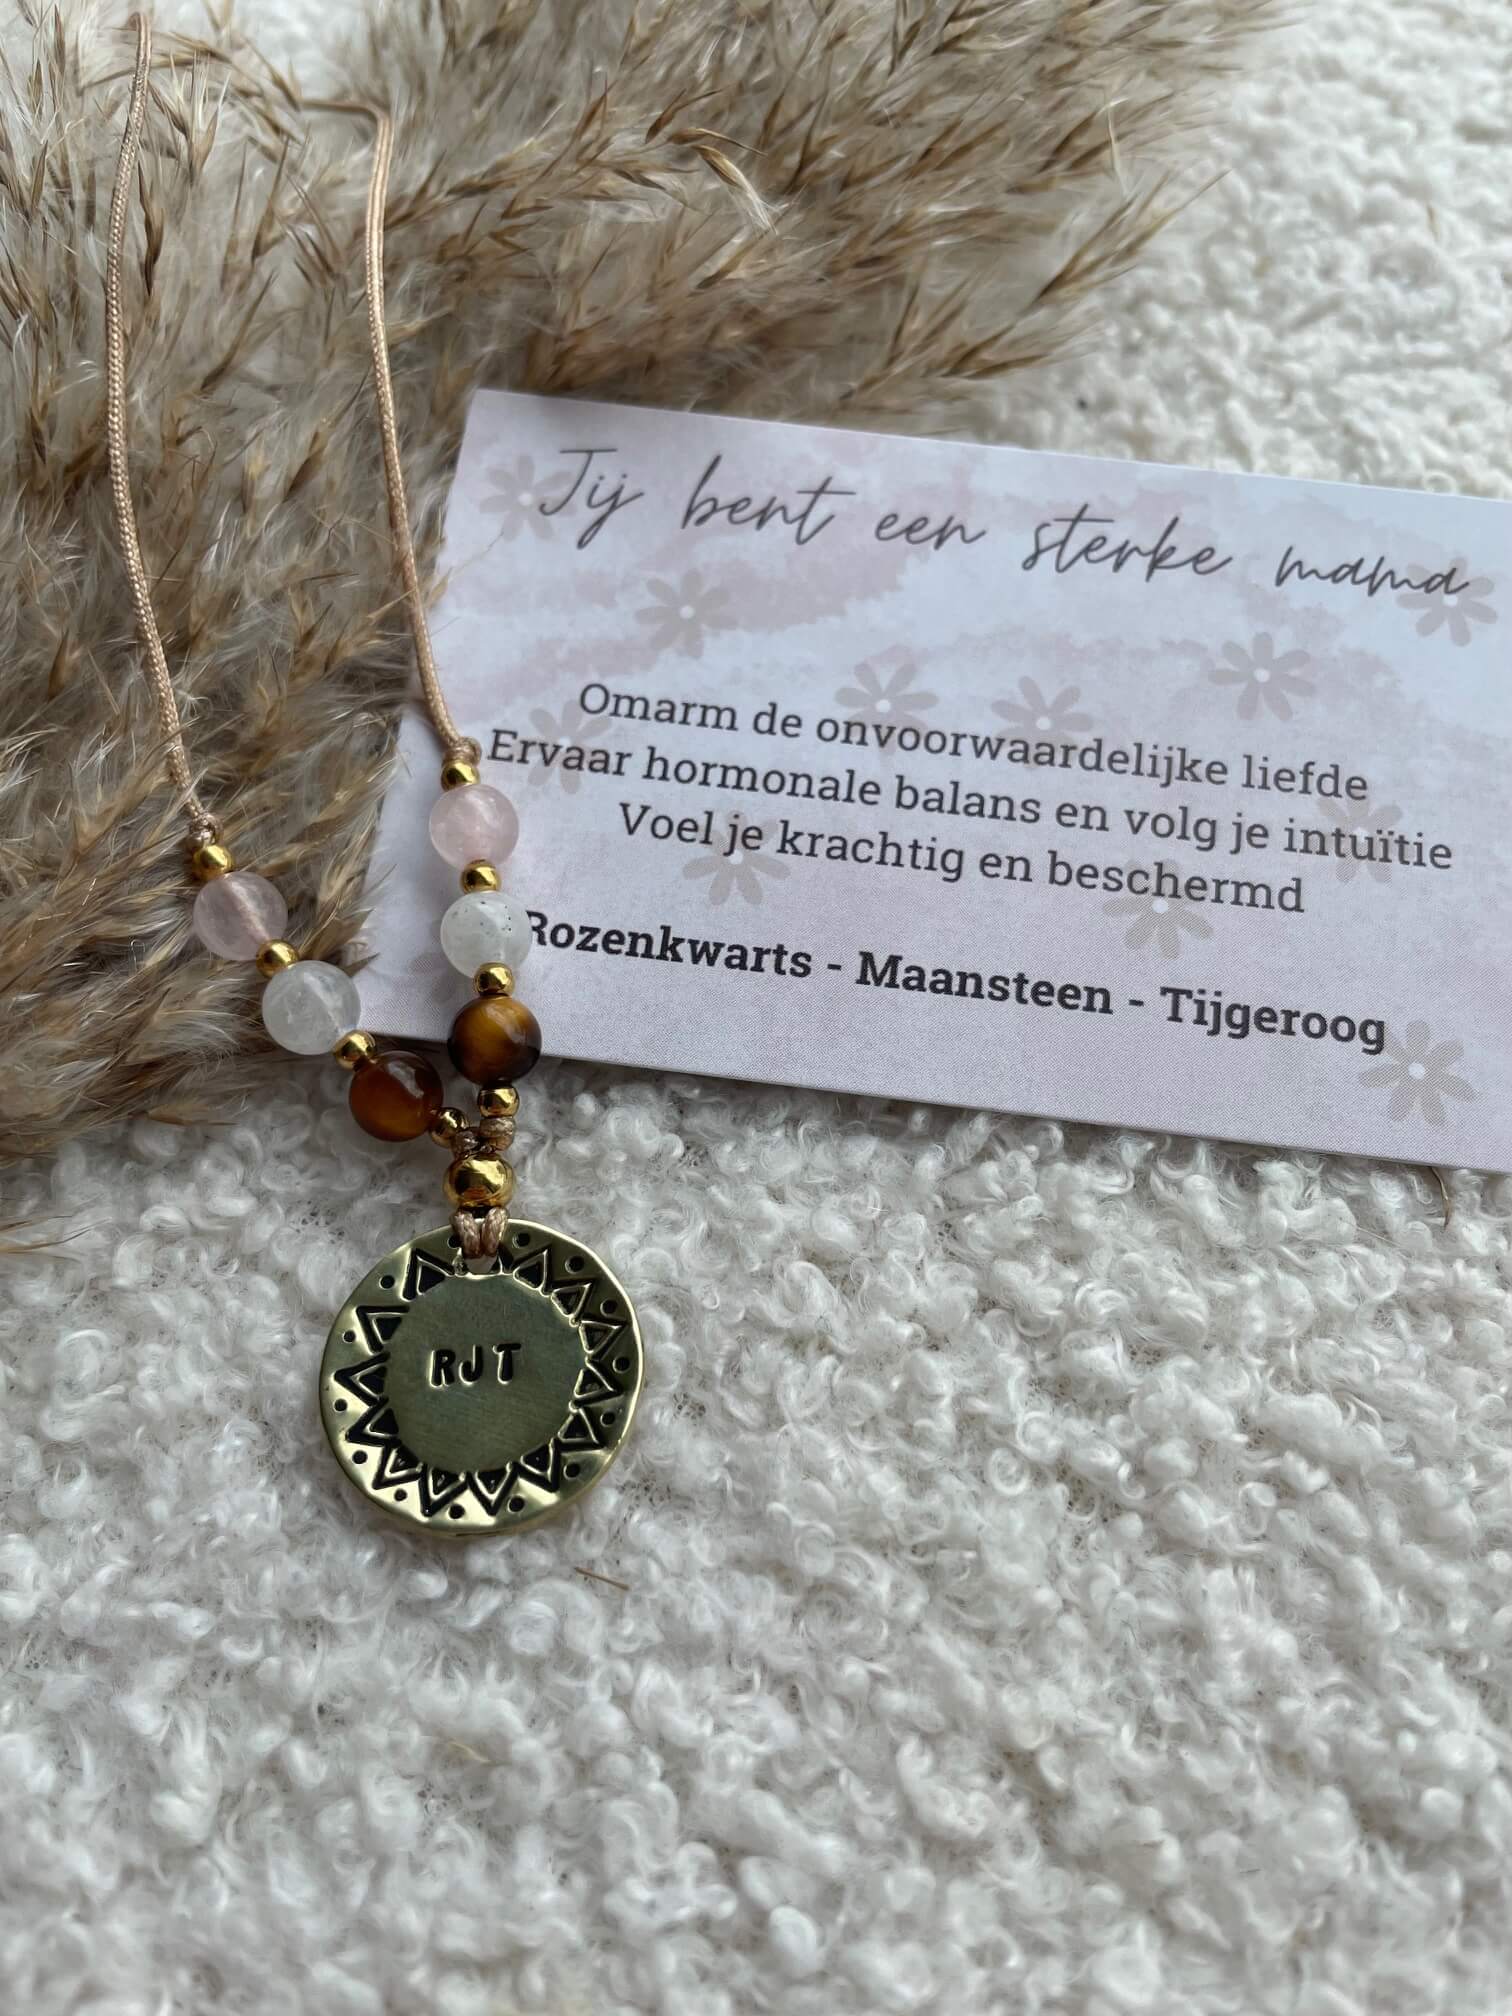 Jij bent een sterke mama
Omarm de onvoorwaardelijke liefde
Ervaar hormonale balans en volg je intuïtie
Voel je krachtig en beschermd
Rozenkwarts - Maansteen - Tijgeroog
RJT